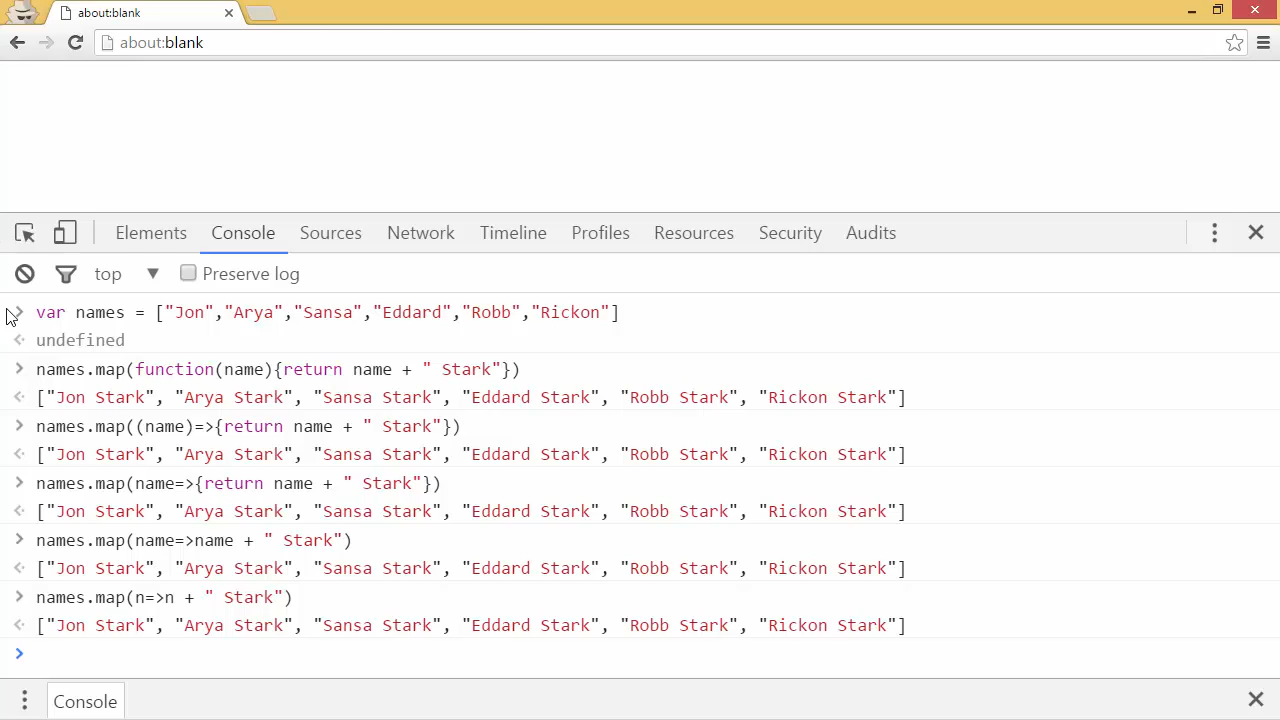 about:blank
about:blank
Elements Console Sources Network Timeline Profiles Resources Security Audits
top Preserve log
var names = ["Jon","Arya","Sansa","Eddard","Robb","Rickon"]
undefined
names.map(function(name){return name + " Stark"})
["Jon Stark", "Arya Stark", "Sansa Stark", "Eddard Stark", "Robb Stark", "Rickon Stark"]
names.map((name)=>{return name + " Stark"})
["Jon Stark", "Arya Stark", "Sansa Stark", "Eddard Stark", "Robb Stark", "Rickon Stark"]
names.map(name=>{return name + " Stark"})
["Jon Stark", "Arya Stark", "Sansa Stark", "Eddard Stark", "Robb Stark", "Rickon Stark"]
names.map(name=>name + " Stark")
["Jon Stark", "Arya Stark", "Sansa Stark", "Eddard Stark", "Robb Stark", "Rickon Stark"]
names.map(n=>n + " Stark")
["Jon Stark", "Arya Stark", "Sansa Stark", "Eddard Stark", "Robb Stark", "Rickon Stark"]
Console